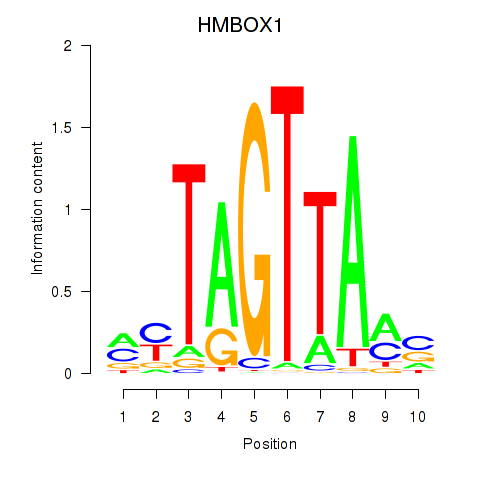 HMBOX1
2
1.5
1
0.5
0
Information content
A C G T
C T G A
T A G C
A G T
G C T
T A
T A C
A T C G
A C T G
C G A T
1 2 3 4 5 6 7 8 9 10
Position